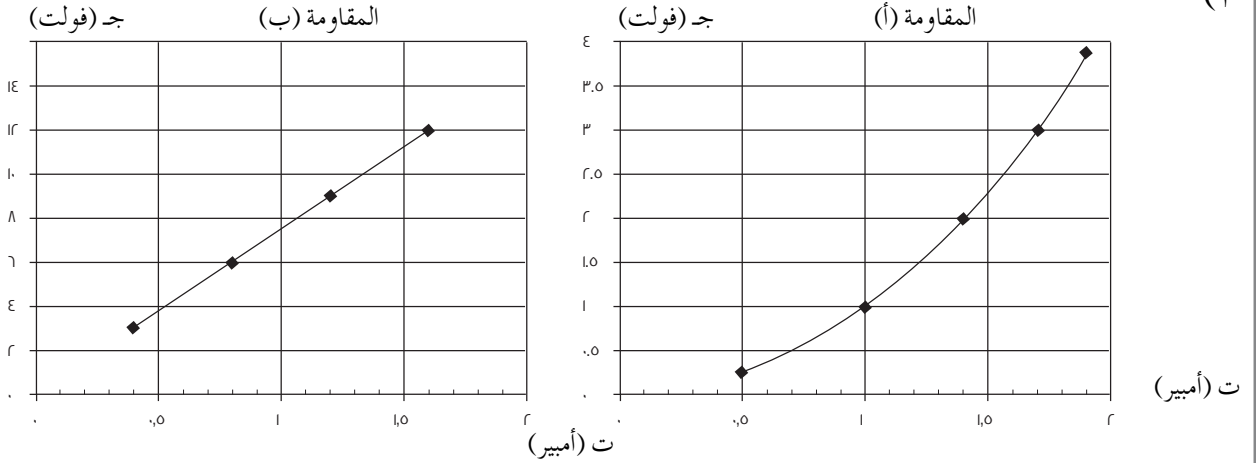 المقاومة (أ)
جـ (فولت)
٤
٣.٥
٣
٢.٥
٢
١.٥
١
٠.٥
٠
٠ ٠,٥ ١ ١,٥ ٢
ت (أمبير)
المقاومة (ب)
جـ (فولت)
١٤
١٢
١٠
٨
٦
٤
٢
٠
٠ ٠,٥ ١ ١,٥ ٢
ت (أمبير)